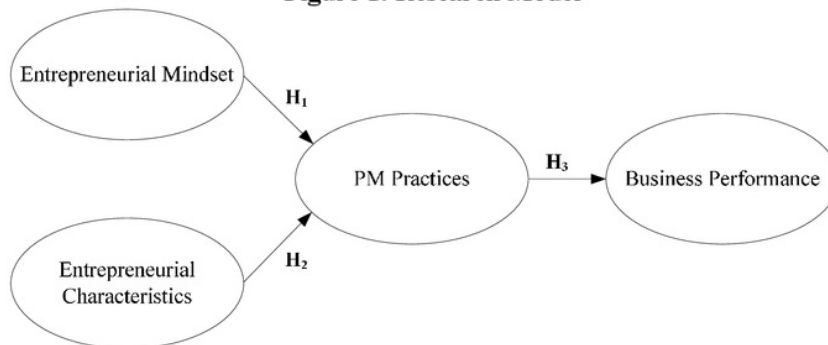 Figure 1. Research Model
Entrepreneurial Mindset
H1
PM Practices
H3
Business Performance
H2
Entrepreneurial
Characteristics